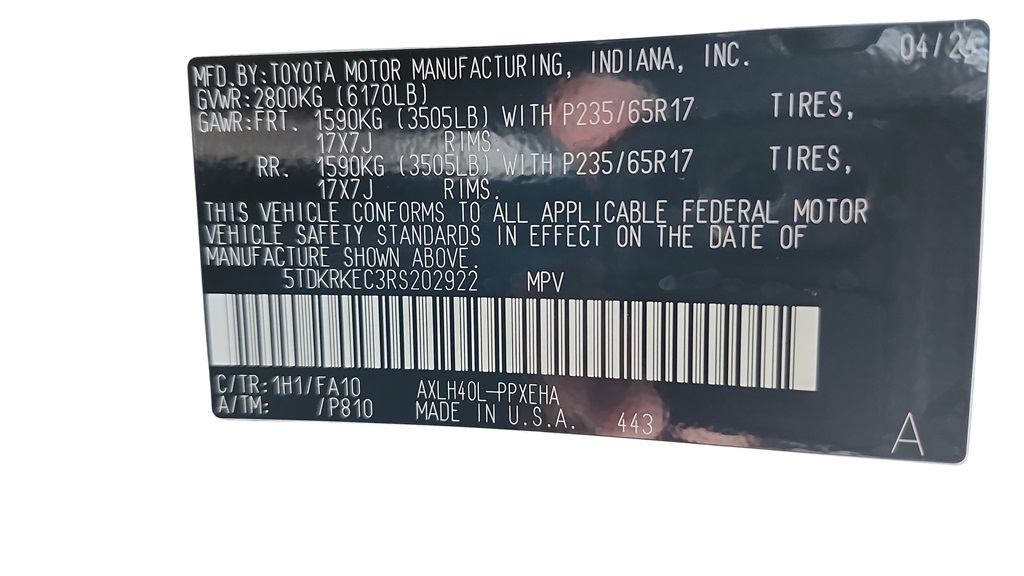 04/24
MFD.BY:TOYOTA MOTOR MANUFACTURING, INDIANA, INC.
GVWR:2800KG (6170LB)
GAWR:FRT. 1590KG (3505LB) WITH P235/65R17 TIRES,
17X7J RIMS.
RR. 1590KG (3505LB) WITH P235/65R17 TIRES,
17X7J RIMS.
THIS VEHICLE CONFORMS TO ALL APPLICABLE FEDERAL MOTOR
VEHICLE SAFETY STANDARDS IN EFFECT ON THE DATE OF
MANUFACTURE SHOWN ABOVE.
5TDKRKEC3RS202922 MPV
C/TR:1H1/FA10 AXLH40L-PPXEHA
A/TM: /P810 MADE IN U.S.A. 443
A